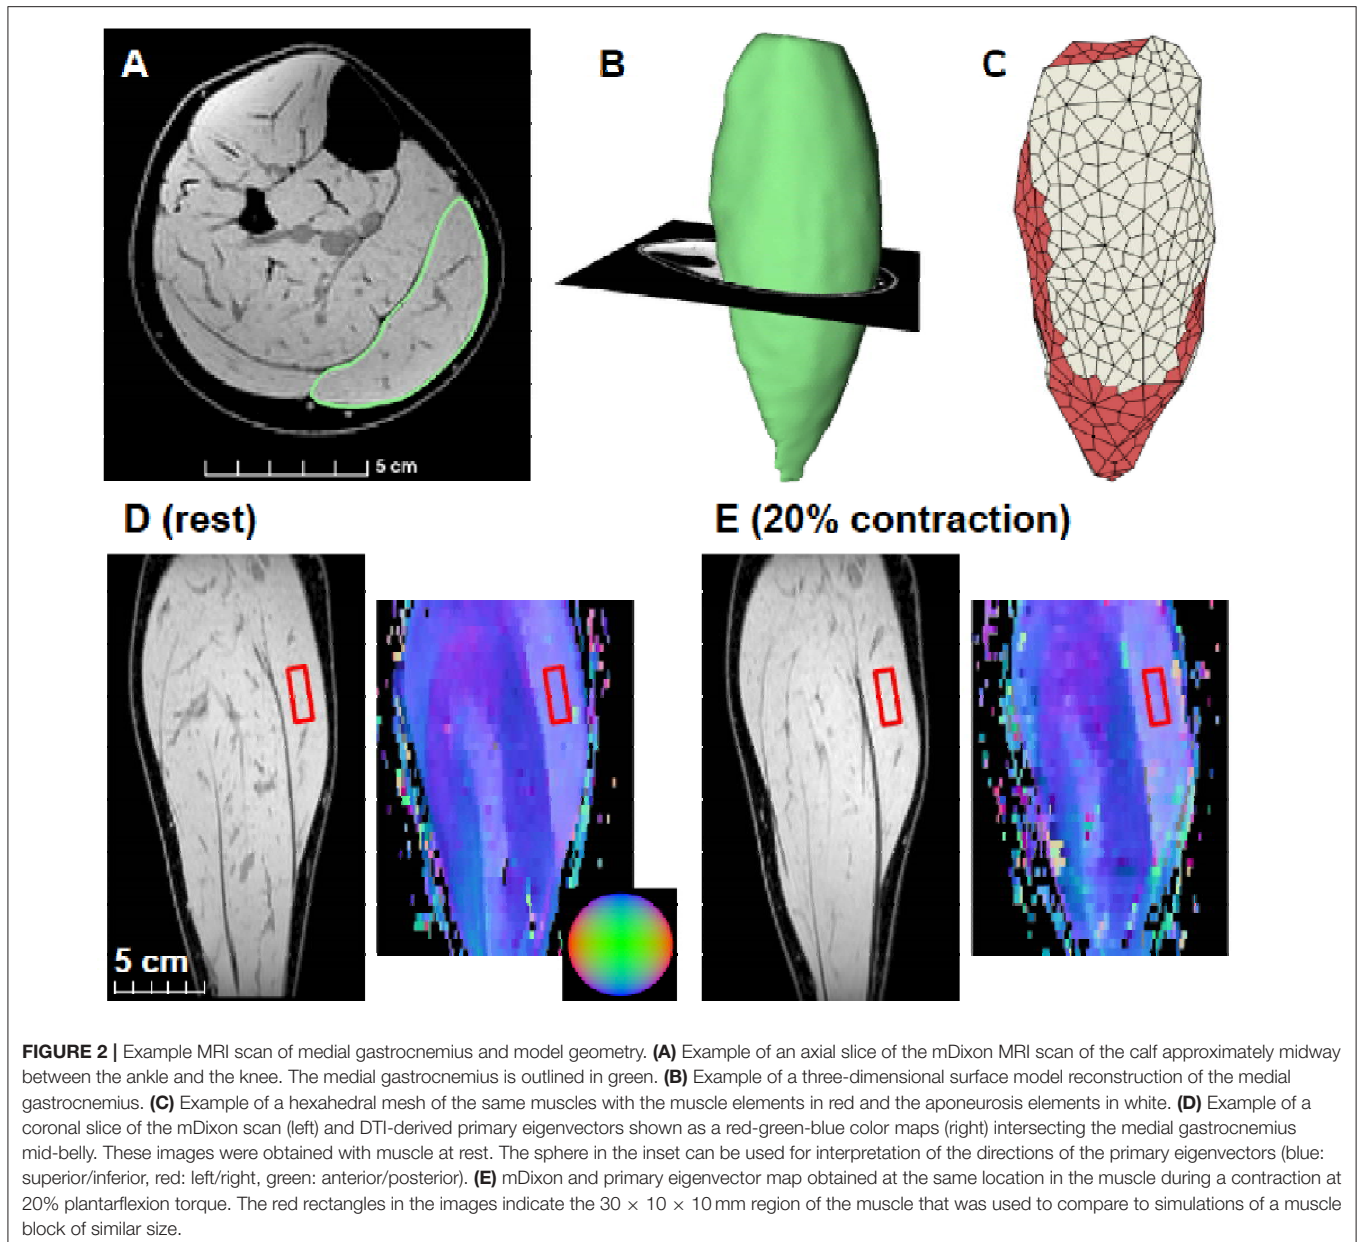 A
B
C
5 cm
D (rest)
E (20% contraction)
5 cm
FIGURE 2 | Example MRI scan of medial gastrocnemius and model geometry. (A) Example of an axial slice of the mDixon MRI scan of the calf approximately midway
between the ankle and the knee. The medial gastrocnemius is outlined in green. (B) Example of a three-dimensional surface model reconstruction of the medial
gastrocnemius. (C) Example of a hexahedral mesh of the same muscles with the muscle elements in red and the aponeurosis elements in white. (D) Example of a
coronal slice of the mDixon scan (left) and DTI-derived primary eigenvectors shown as a red-green-blue color maps (right) intersecting the medial gastrocnemius
mid-belly. These images were obtained with muscle at rest. The sphere in the inset can be used for interpretation of the directions of the primary eigenvectors (blue:
superior/inferior, red: left/right, green: anterior/posterior). (E) mDixon and primary eigenvector map obtained at the same location in the muscle during a contraction at
20% plantarflexion torque. The red rectangles in the images indicate the 30 × 10 × 10 mm region of the muscle that was used to compare to simulations of a muscle
block of similar size.